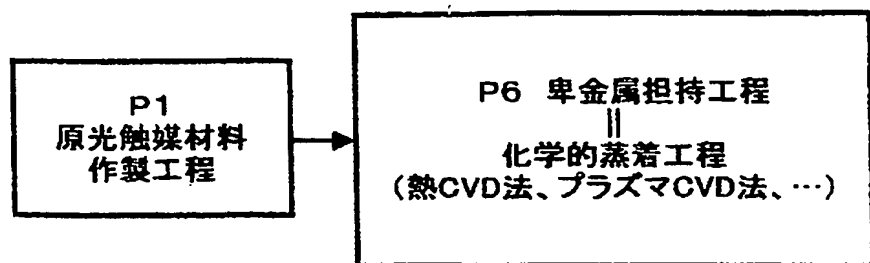 P1
原光触媒材料
作製工程
P6 卑金属担持工程
||
化学的蒸着工程
(熱CVD法、プラズマCVD法、…)